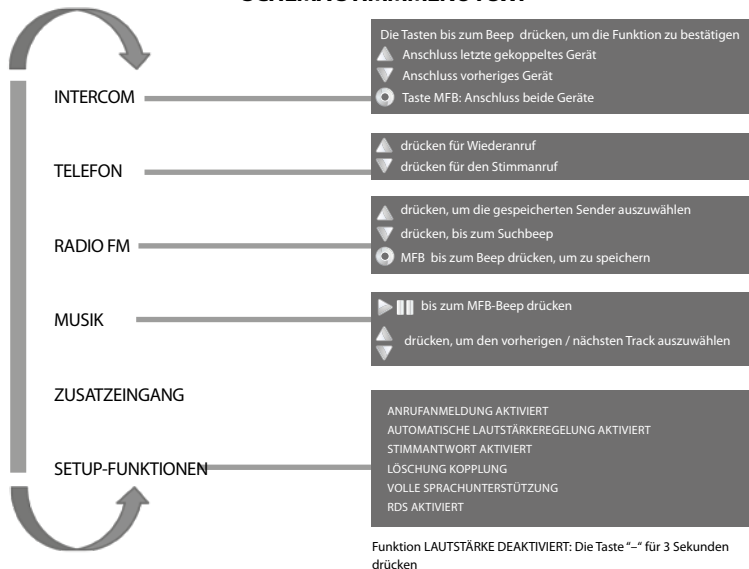 Die Tasten bis zum Beep drücken, um die Funktion zu bestätigen
Anschluss letzte gekoppeltes Gerät
Anschluss vorheriges Gerät
INTERCOM
Taste MFB: Anschluss beide Geräte
drücken für Wiederanruf
drücken für den Stimmanruf
TELEFON
drücken, um die gespeicherten Sender auszuwählen
drücken, bis zum Suchbeep
RADIO FM
MFB bis zum Beep drücken, um zu speichern
bis zum MFB-Beep drücken
MUSIK
drücken, um den vorherigen / nächsten Track auszuwählen
ZUSATZEINGANG
ANRUFANMELDUNG AKTIVIERT
AUTOMATISCHE LAUTSTÄRKEREGELUNG AKTIVIERT
STIMMANTWORT AKTIVIERT
SETUP-FUNKTIONEN
LÖSCHUNG KOPPLUNG
VOLLE SPRACHUNTERSTÜTZUNG
RDS AKTIVIERT
Funktion LAUTSTÄRKE DEAKTIVIERT: Die Taste "–" für 3 Sekunden
drücken